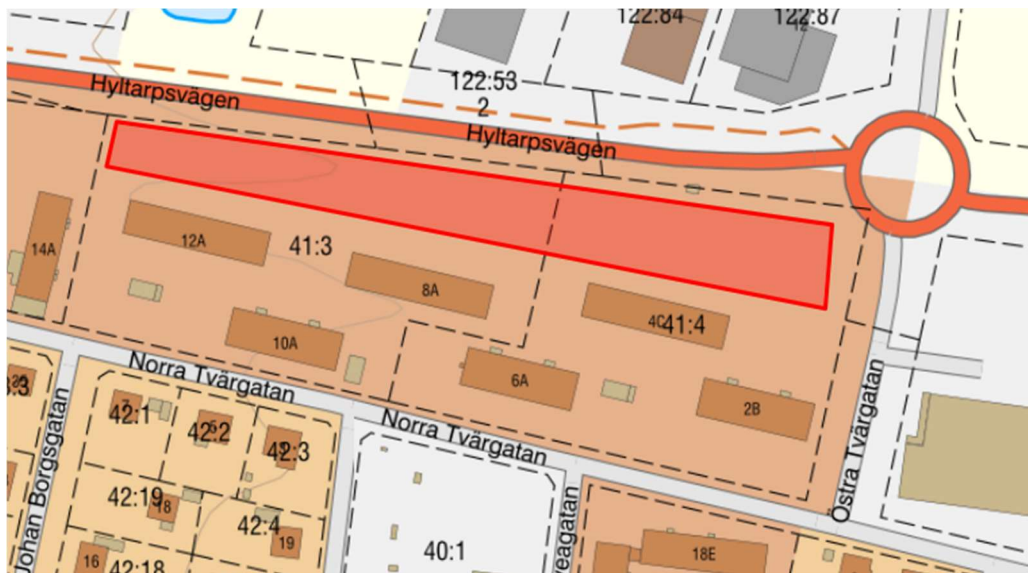 122:84
122:87
12
122:53
2
Hyltarpsvägen
Hyltarpsvägen
14A
12A
41:3
8A
4C
41:4
10A
6A
2B
Norra Tvärgatan
Norra Tvärgatan
Östra Tvärgatan
Johan Borgsgatan
7
42:1
42:2
42:3
42:19
18
42:4
19
40:1
18E
16
42:18